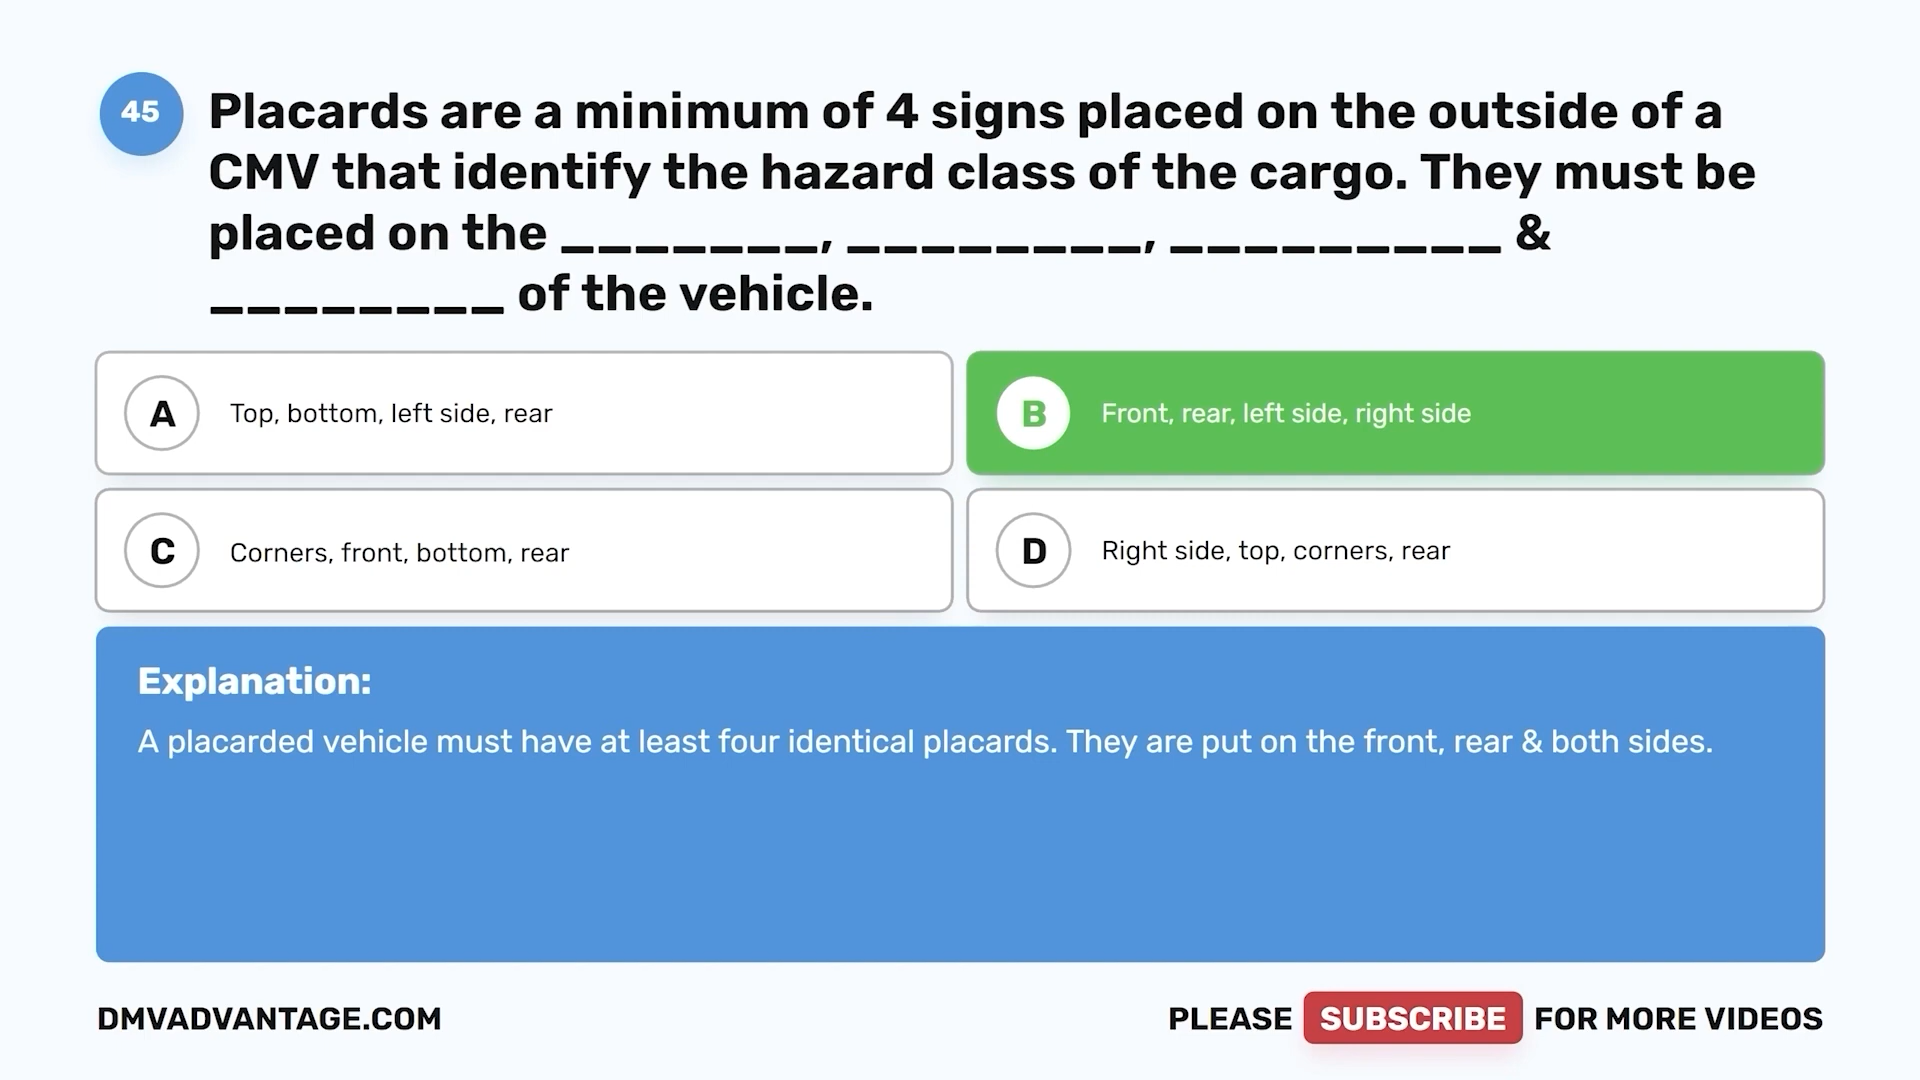 45
Placards are a minimum of 4 signs placed on the outside of a
CMV that identify the hazard class of the cargo. They must be
placed on the _______, ________, _________ &
________ of the vehicle.
A Top, bottom, left side, rear
B Front, rear, left side, right side
C Corners, front, bottom, rear
D Right side, top, corners, rear
Explanation:
A placarded vehicle must have at least four identical placards. They are put on the front, rear & both sides.
DMVADVANTAGE.COM
PLEASE SUBSCRIBE FOR MORE VIDEOS